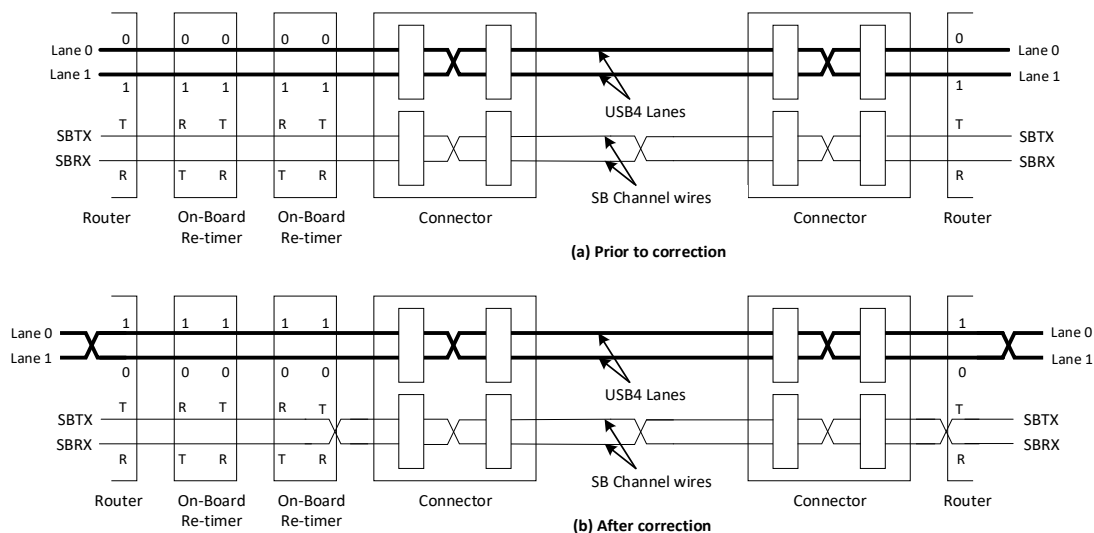 0 0 0 0 0 0
Lane 0 Lane 0
Lane 1 Lane 1
1 1 1 1 1 1
USB4 Lanes
T R T R T T
SBTX SBTX
SBRX SBRX
R T R T R R
SB Channel wires
Router On-Board On-Board Connector Connector Router
Re-timer Re-timer
(a) Prior to correction
1 1 1 1 1 1
Lane 0 Lane 0
Lane 1 Lane 1
0 0 0 0 0 0
USB4 Lanes
T R T R T T
SBTX SBTX
SBRX SBRX
R T R T R R
SB Channel wires
Router On-Board On-Board Connector Connector Router
Re-timer Re-timer
(b) After correction